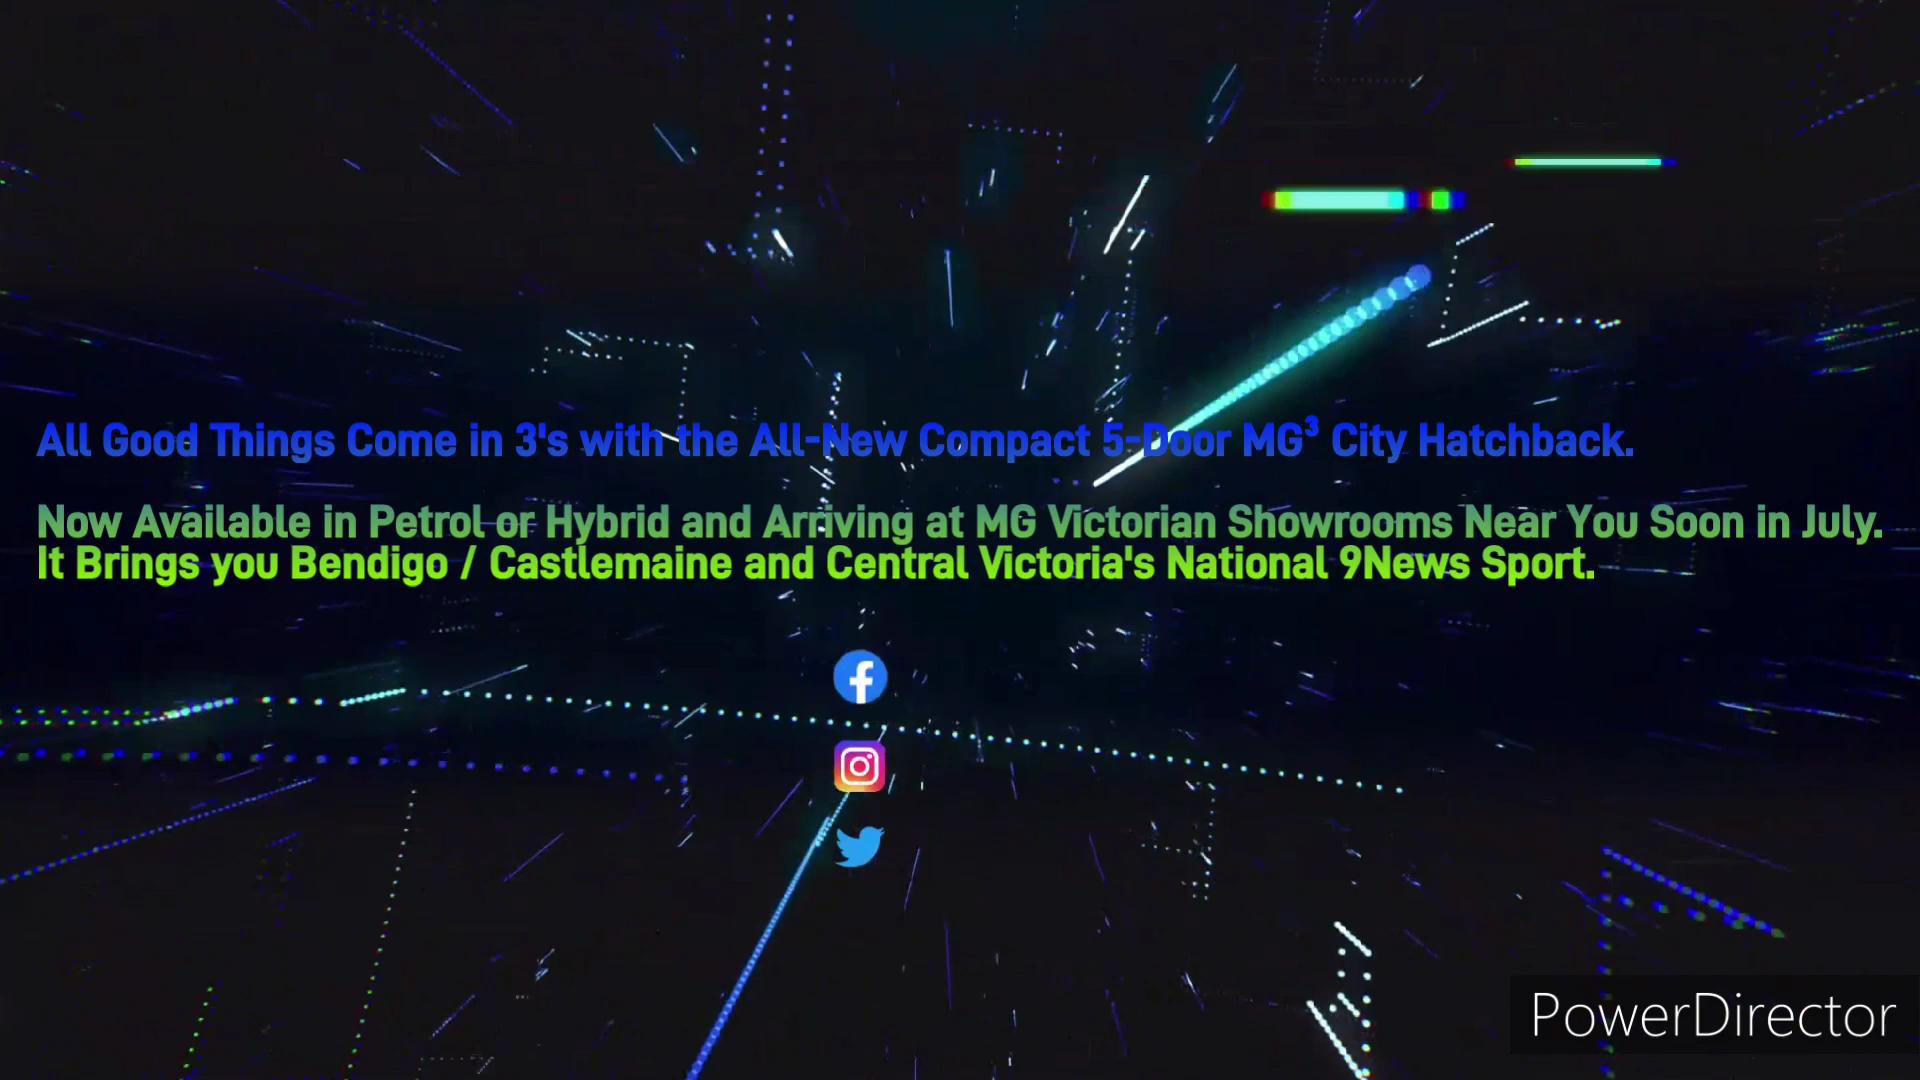 All Good Things Come in 3's with the All-New Compact 5-Door MG³ City Hatchback.
Now Available in Petrol or Hybrid and Arriving at MG Victorian Showrooms Near You Soon in July.
It Brings you Bendigo / Castlemaine and Central Victoria's National 9News Sport.
PowerDirector